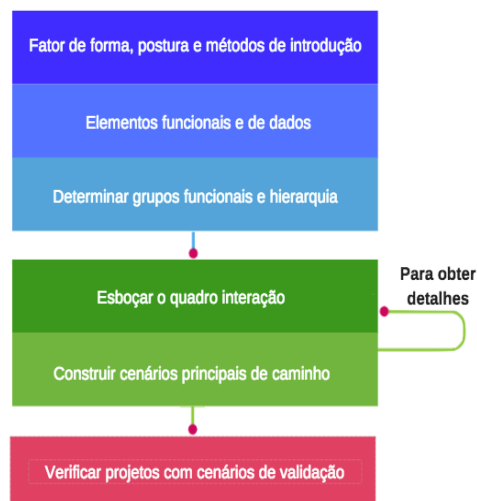 Fator de forma, postura e métodos de introdução
Elementos funcionais e de dados
Determinar grupos funcionais e hierarquia
Esboçar o quadro interação
Para obter
detalhes
Construir cenários principais de caminho
Verificar projetos com cenários de validação